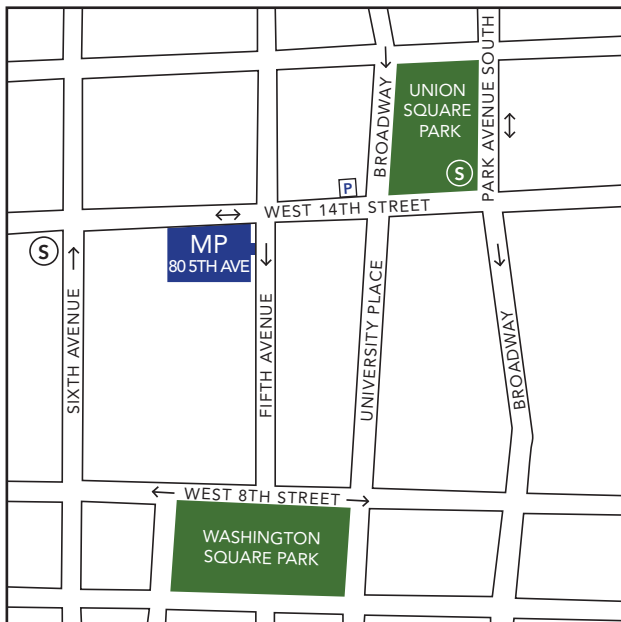 PARK AVENUE SOUTH
BROADWAY
UNION
SQUARE
PARK
S
P
WEST 14TH STREET
S
MP
80 5TH AVE
SIXTH AVENUE
FIFTH AVENUE
UNIVERSITY PLACE
BROADWAY
WEST 8TH STREET
WASHINGTON
SQUARE PARK